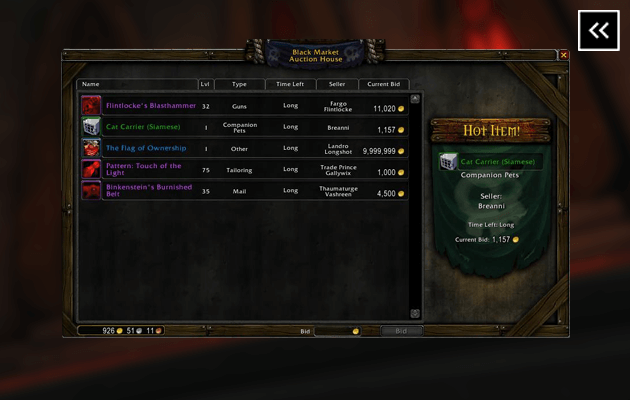 Black Market
Auction House
Name Lvl Type Time Left Seller Current Bid
Flintlocke's Blasthammer 32 Guns Long Fargo Flintlocke 11,020
Cat Carrier (Siamese) 1 Companion Pets Long Breanni 1,157
The Flag of Ownership 1 Other Long Landro Longshot 9,999,999
Pattern: Touch of the Light 75 Tailoring Long Trade Prince Gallywix 1,000
Binkenstein's Burnished Belt 35 Mail Long Thaumaturge Vashreen 4,500
Hot Item!
Cat Carrier (Siamese)
Companion Pets
Seller:
Breanni
Time Left: Long
Current Bid: 1,157
926 51 11
Bid
Bid